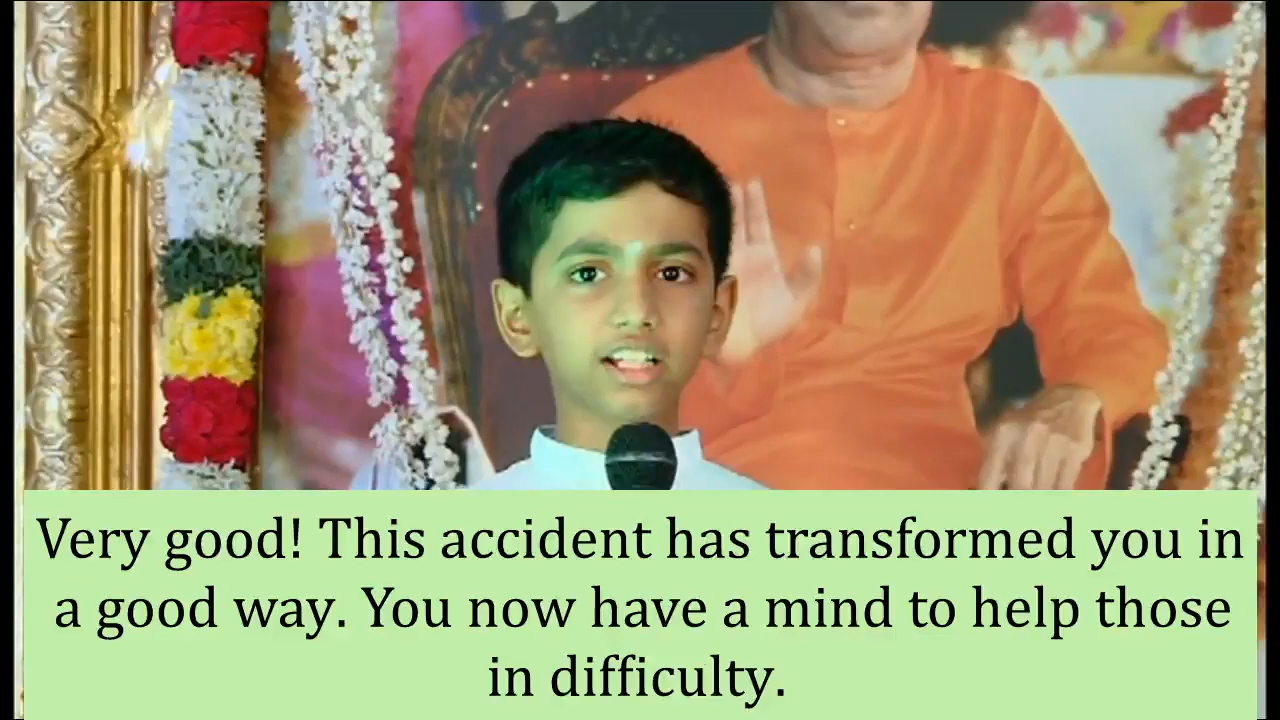 Very good! This accident has transformed you in
a good way. You now have a mind to help those
in difficulty.